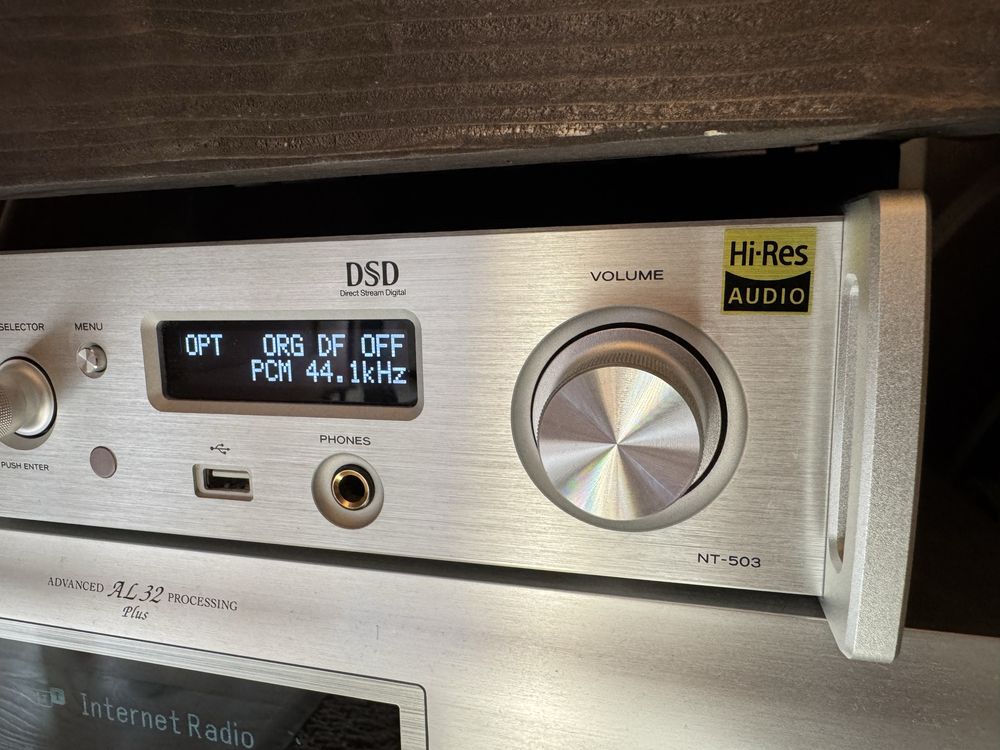 DSD
Direct Stream Digital
VOLUME
Hi-Res
AUDIO
SELECTOR
MENU
OPT ORG DF OFF
PCM 44.1kHz
PHONES
PUSH ENTER
NT-503
ADVANCED AL 32 PROCESSING
Plus
Internet Radio